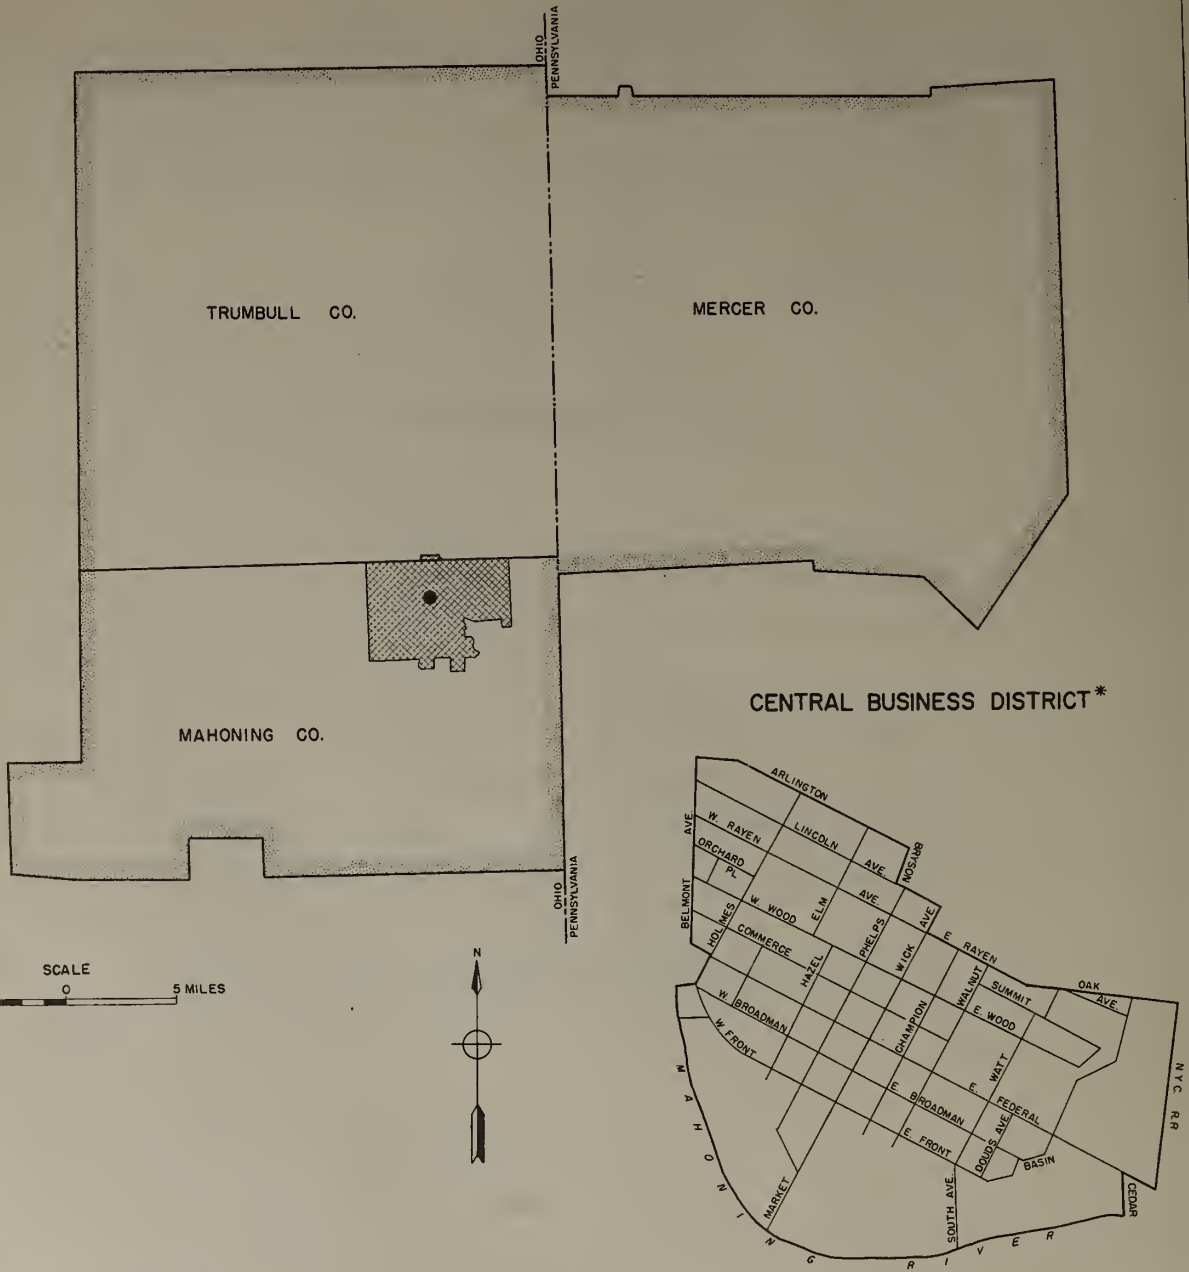 OHIO
PENNSYLVANIA
TRUMBULL CO.
MERCER CO.
MAHONING CO.
OHIO
PENNSYLVANIA
SCALE
0 5 MILES
N
CENTRAL BUSINESS DISTRICT*
ARLINGTON
LINCOLN AVE.
W. RAYEN AVE.
ORCHARD PL
BRYSON
BELMONT AVE.
W. WOOD
ELM
HOLMES
COMMERCE
HAZEL
PHELPS
WICK AVE.
E RAYEN
WALNUT
SUMMIT
OAK AVE.
E. WOOD
W. BROADMAN
W FRONT
CHAMPION
WATT
E. FEDERAL
E. BROADMAN
E. FRONT
DOUDS AVE.
BASIN
NYC RR
MARKET
SOUTH AVE.
CEDAR
MAHONING RIVER